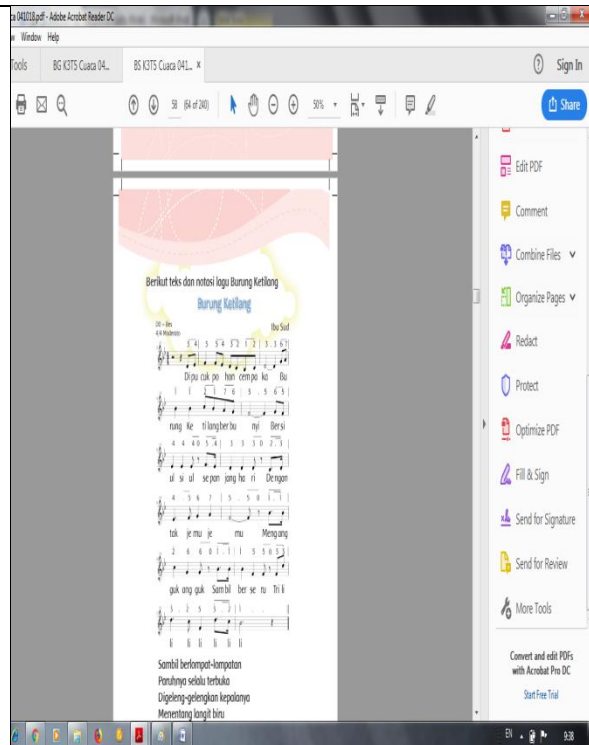 ca 041018.pdf - Adobe Acrobat Reader DC
w Window Help
Tools BG K3T5 Cuaca 04... BS K3T5 Cuaca 041... ×
Sign In
58 (64 of 240) 50%
Share
Edit PDF
Comment
Combine Files
Organize Pages
Redact
Protect
Optimize PDF
Fill & Sign
Send for Signature
Send for Review
More Tools
Convert and edit PDFs
with Acrobat Pro DC
Start Free Trial
Berikut teks dan notasi lagu Burung Ketilang
Burung Ketilang
4/4 Moderato
Ibu Sud
Di pu cuk po hon cem pa ka Bu
rung Ke ti lang ber bu nyi Ber si
ul si ul se pan jang ha ri De ngan
tak je mu je mu Meng ang
guk ang guk Sam bil ber se ru Tri li
li li li li li li
Sambil berlompat-lompatan
Paruhnya selalu terbuka
Digeleng-gelengkan kepalanya
Menentang langit biru
EN 9:38